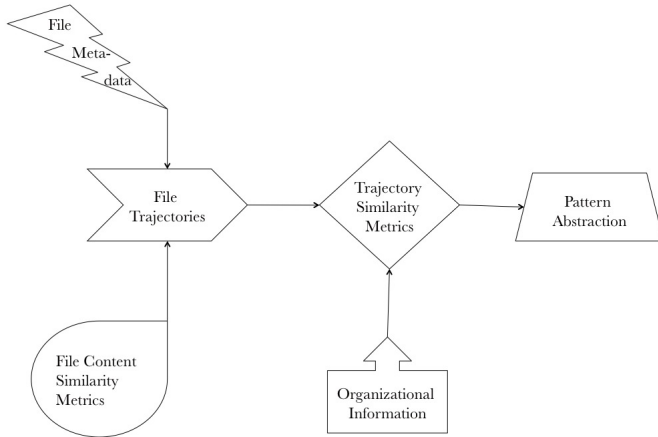 File
Meta-
data
File
Trajectories
Trajectory
Similarity
Metrics
Pattern
Abstraction
File Content
Similarity
Metrics
Organizational
Information